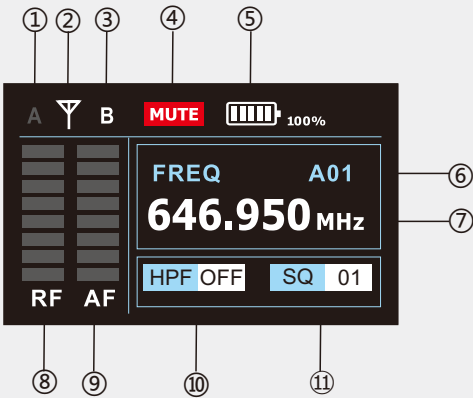 ① ② ③ ④ ⑤
A B MUTE 100%
FREQ A01 ⑥
646.950 MHz ⑦
HPF OFF SQ 01
RF AF
⑧ ⑨ ⑩ ⑪